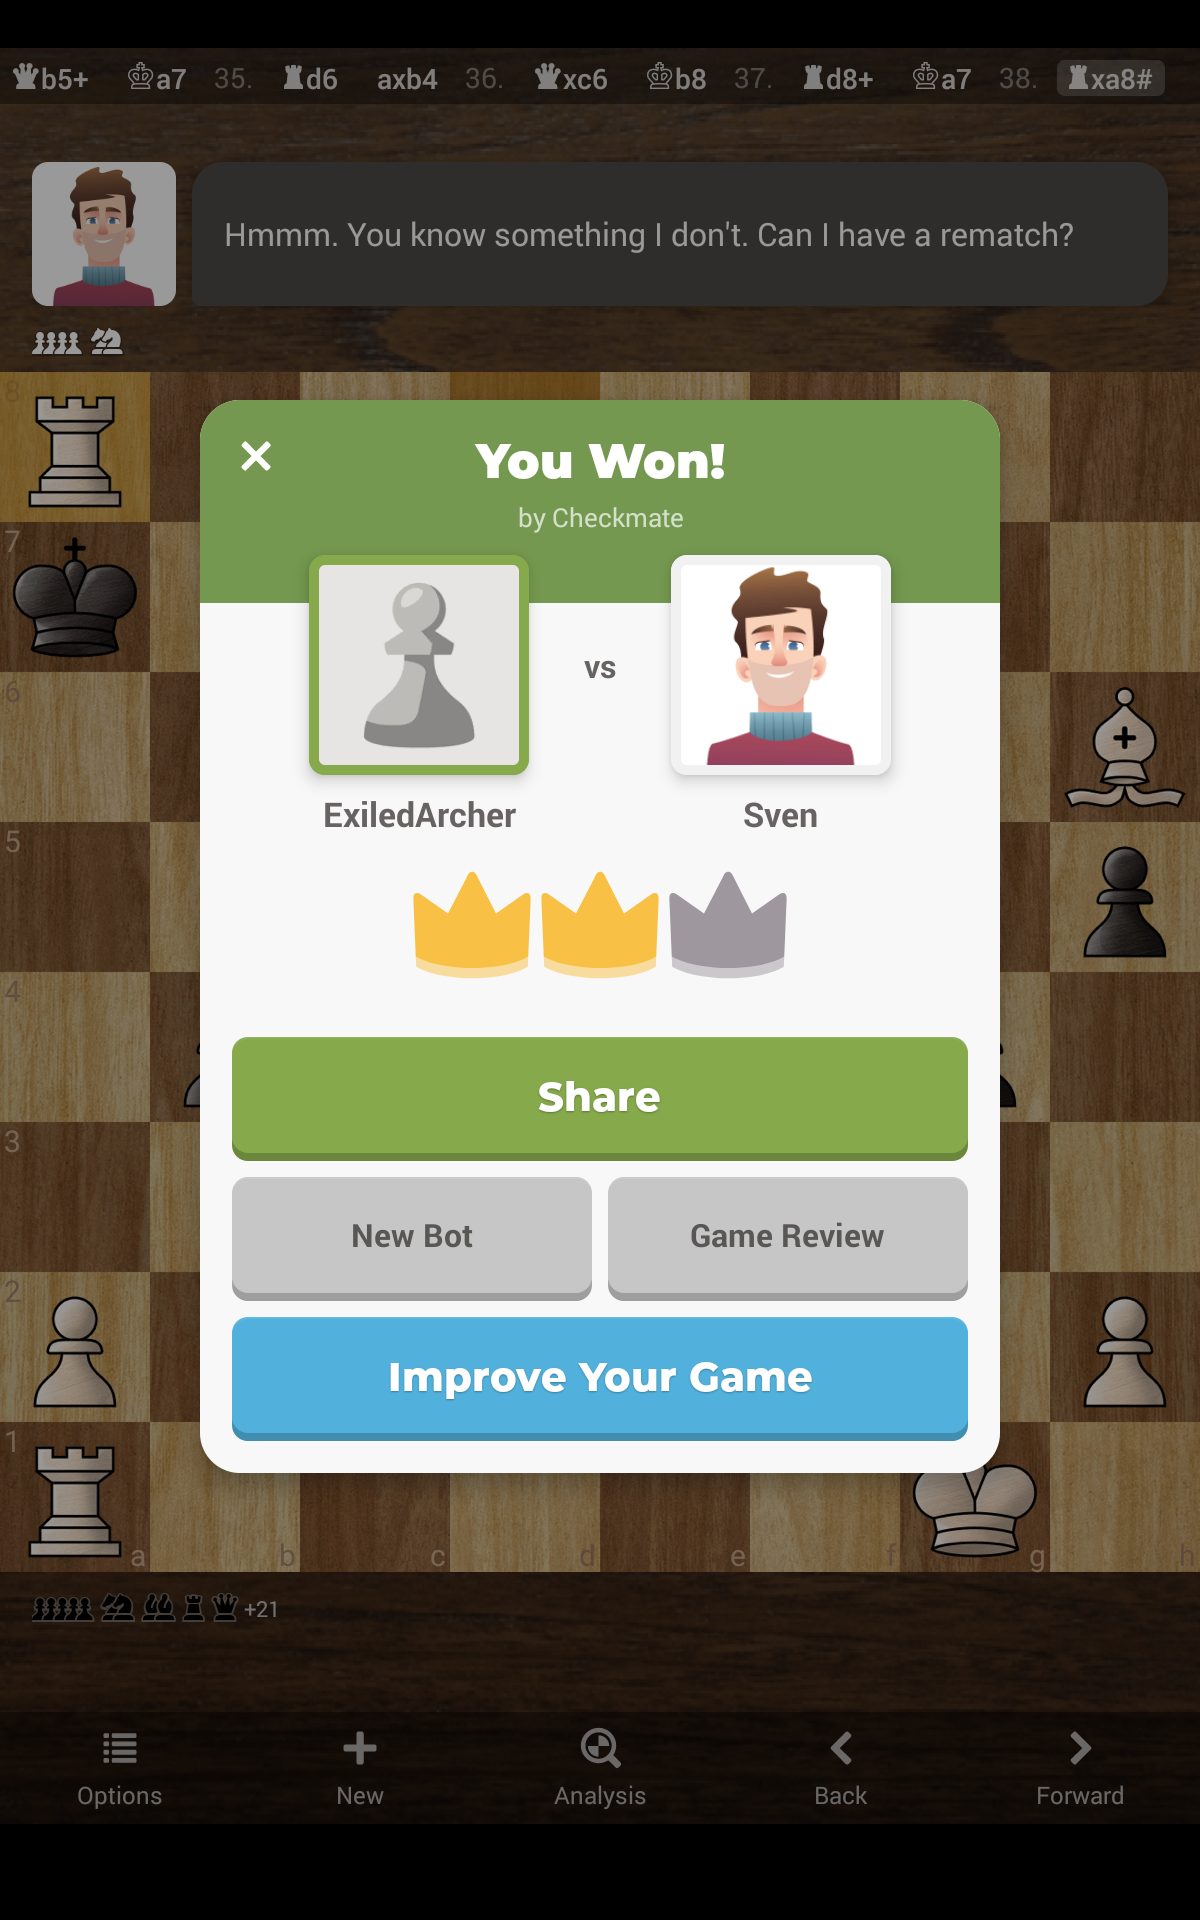 ♛b5+ ♔a7 35. ♜d6 axb4 36. ♛xc6 ♔b8 37. ♜d8+ ♔a7 38. ♜xa8#
Hmmm. You know something I don't. Can I have a rematch?
8
You Won!
by Checkmate
7
vs
6
ExiledArcher
Sven
5
4
Share
3
New Bot
Game Review
2
Improve Your Game
1
a b c d e f g h
+21
Options
New
Analysis
Back
Forward